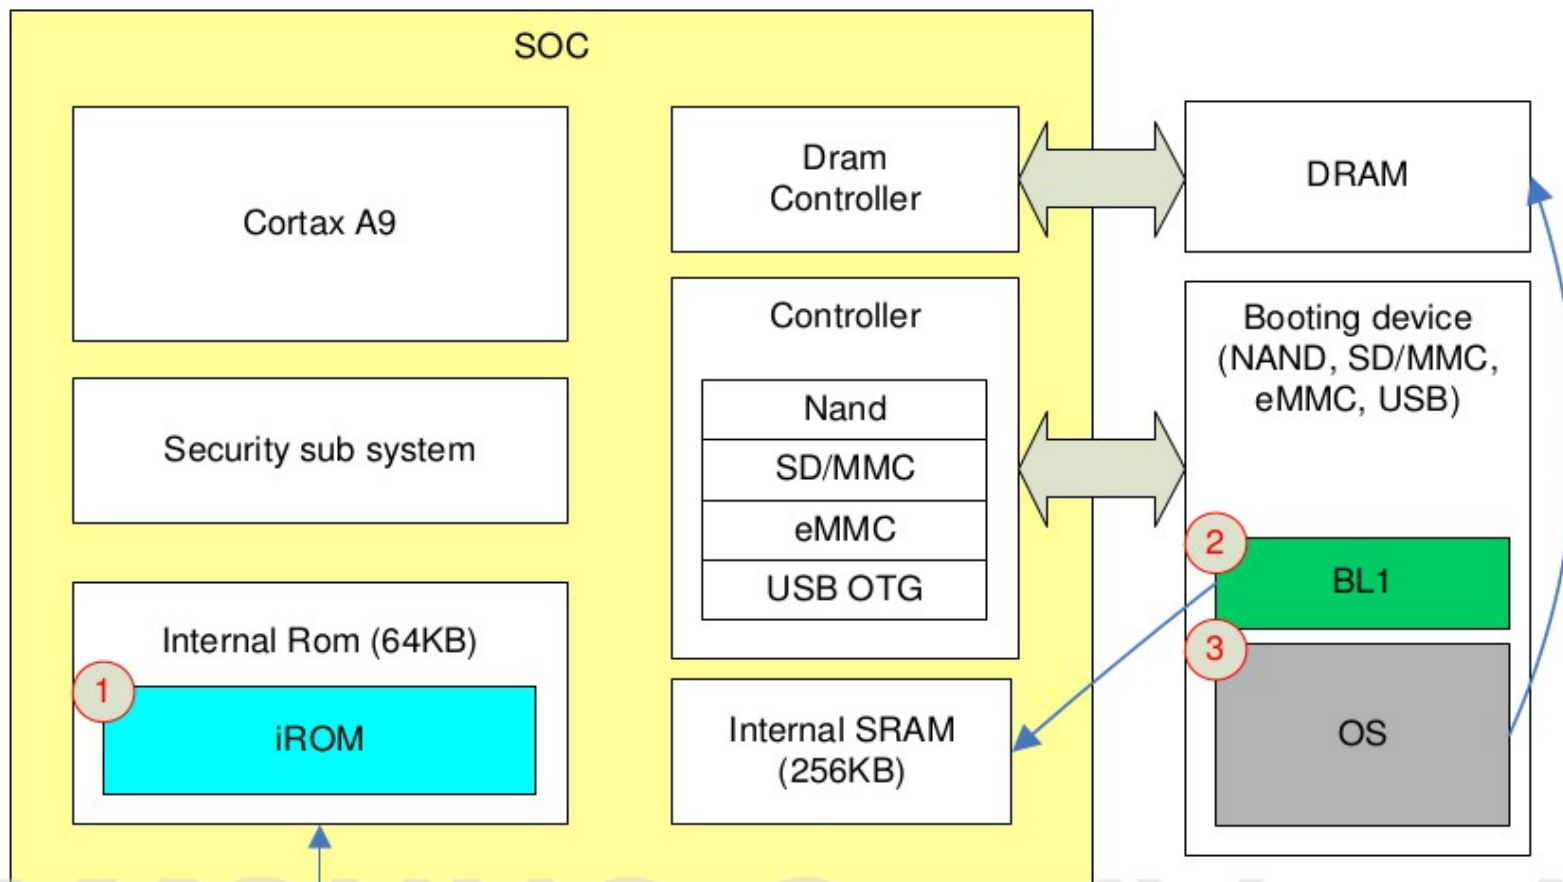 SOC
Cortax A9
Security sub system
Internal Rom (64KB)
1
iROM
Dram
Controller
Controller
Nand
SD/MMC
eMMC
USB OTG
Internal SRAM
(256KB)
DRAM
Booting device
(NAND, SD/MMC,
eMMC, USB)
2
BL1
3
OS